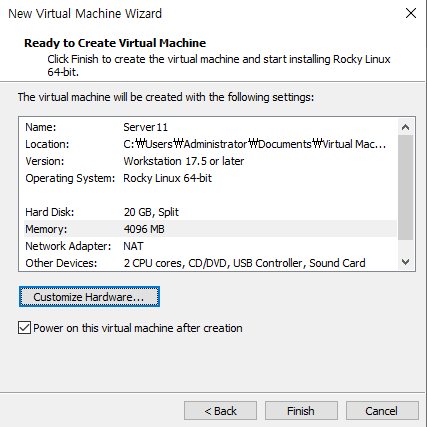 New Virtual Machine Wizard
Ready to Create Virtual Machine
Click Finish to create the virtual machine and start installing Rocky Linux
64-bit.
The virtual machine will be created with the following settings:
Name: Server11
Location: C:₩Users₩Administrator₩Documents₩Virtual Mac...
Version: Workstation 17.5 or later
Operating System: Rocky Linux 64-bit
Hard Disk: 20 GB, Split
Memory: 4096 MB
Network Adapter: NAT
Other Devices: 2 CPU cores, CD/DVD, USB Controller, Sound Card
Customize Hardware...
Power on this virtual machine after creation
< Back Finish Cancel